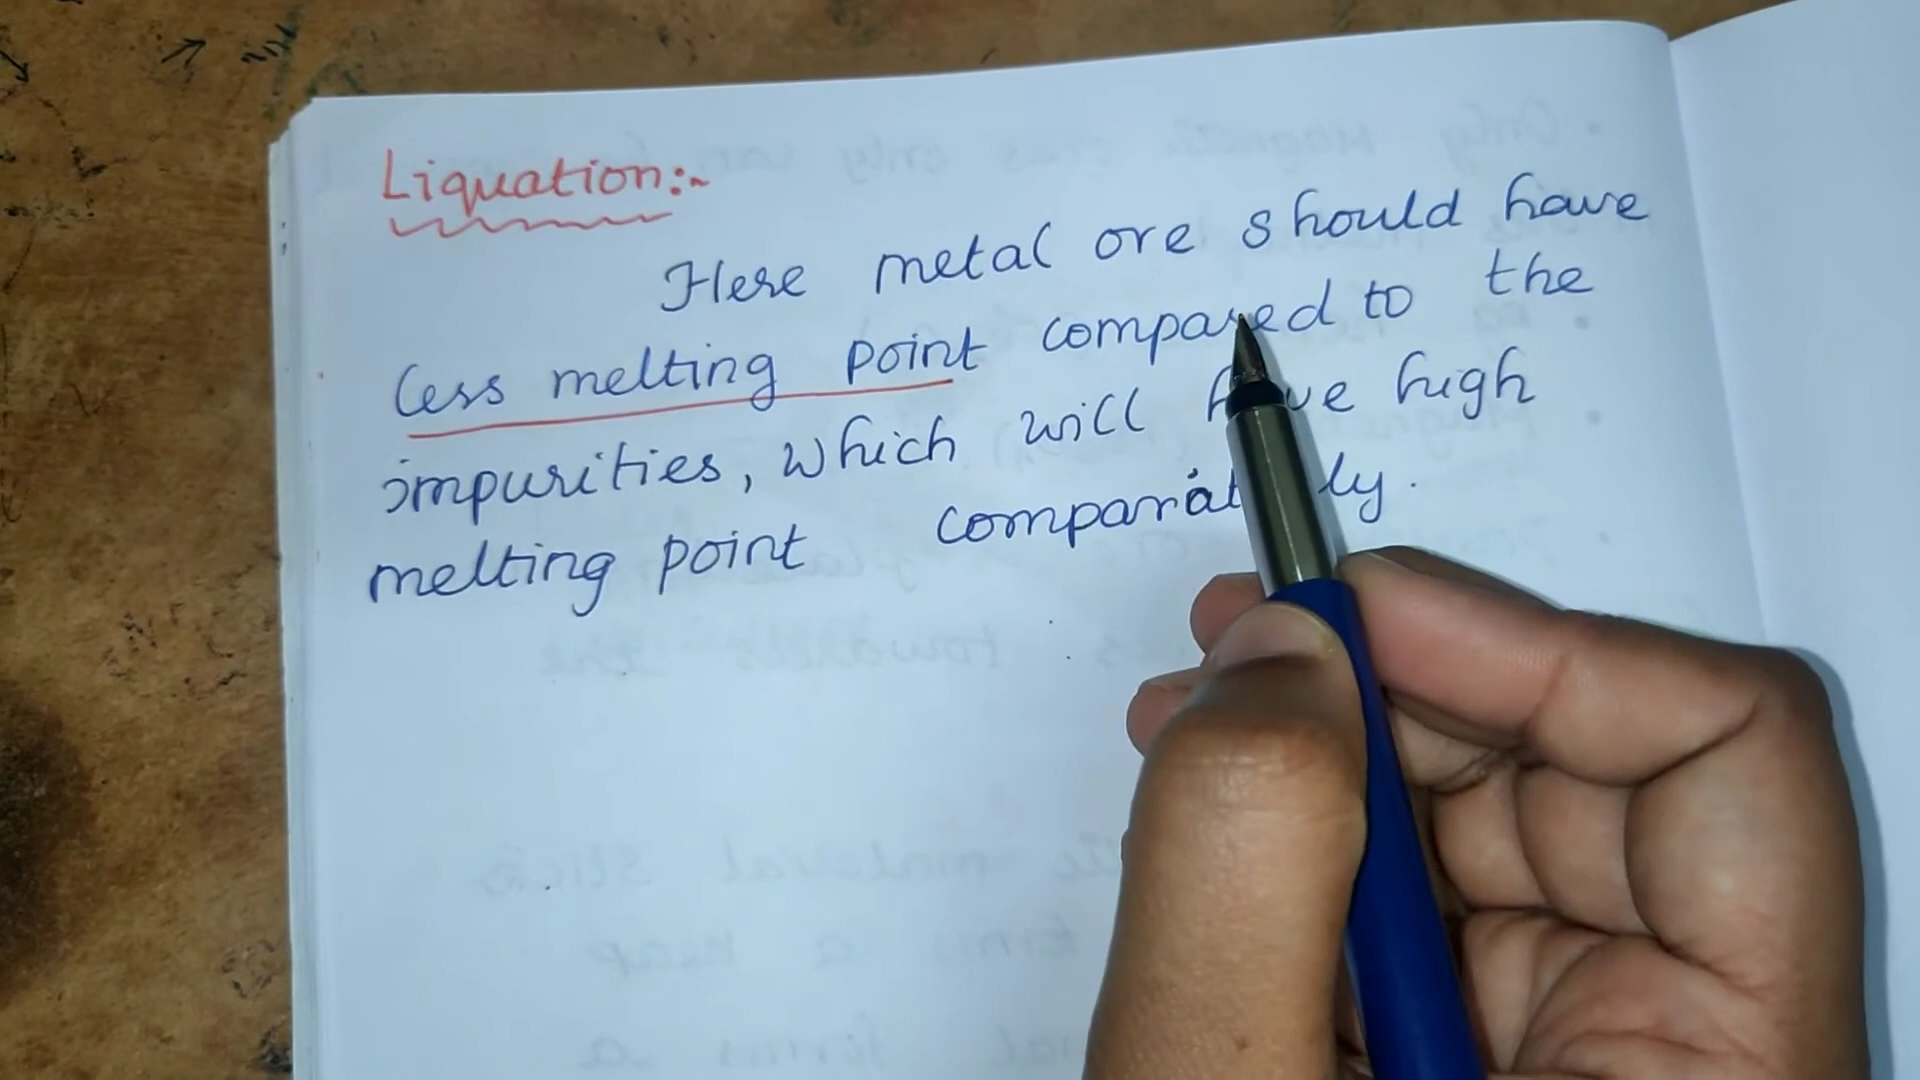 Liquation:-
Here metal ore should have
less melting point compared to the
impurities, which will have high
melting point